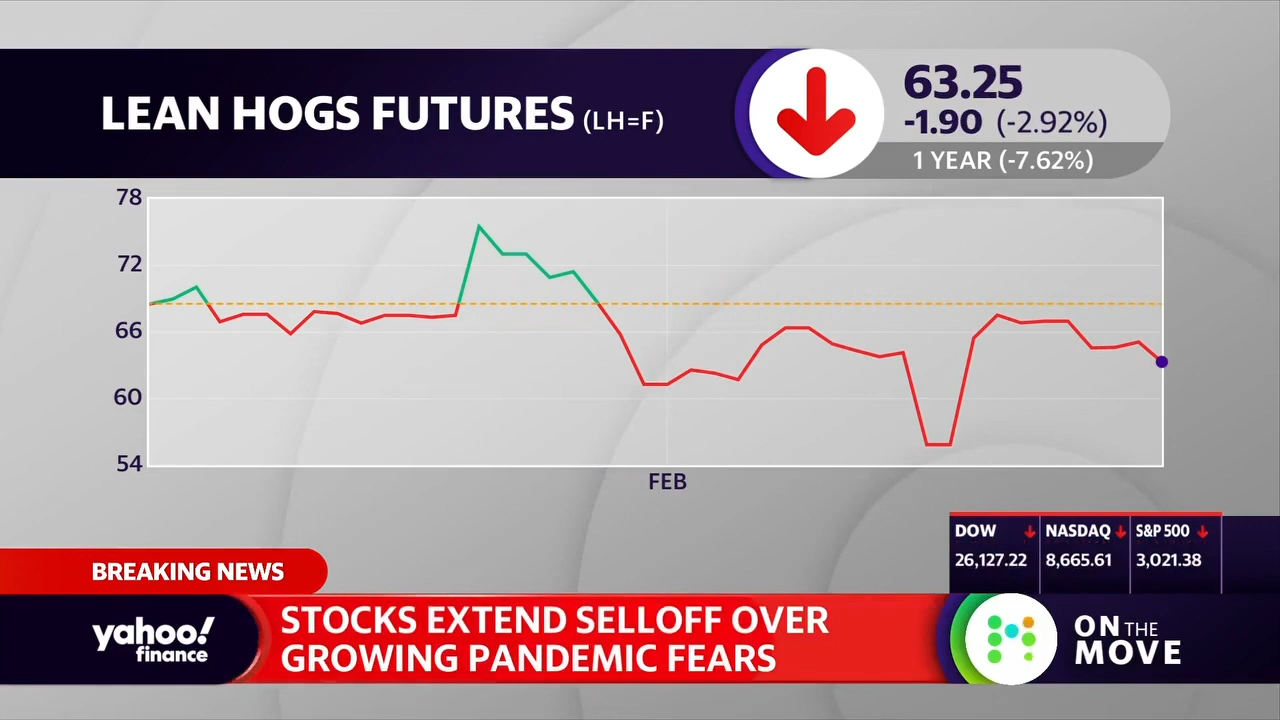 LEAN HOGS FUTURES (LH=F)
63.25
-1.90 (-2.92%)
1 YEAR (-7.62%)
78
72
66
60
54
FEB
DOW NASDAQ S&P 500
26,127.22 8,665.61 3,021.38
BREAKING NEWS
yahoo!
finance
STOCKS EXTEND SELLOFF OVER
GROWING PANDEMIC FEARS
ON THE
MOVE